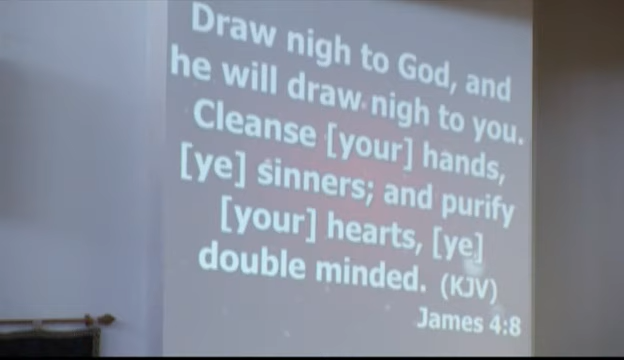 Draw nigh to God, and
he will draw nigh to you.
Cleanse [your] hands,
[ye] sinners; and purify
[your] hearts, [ye]
double minded. (KJV)
James 4:8